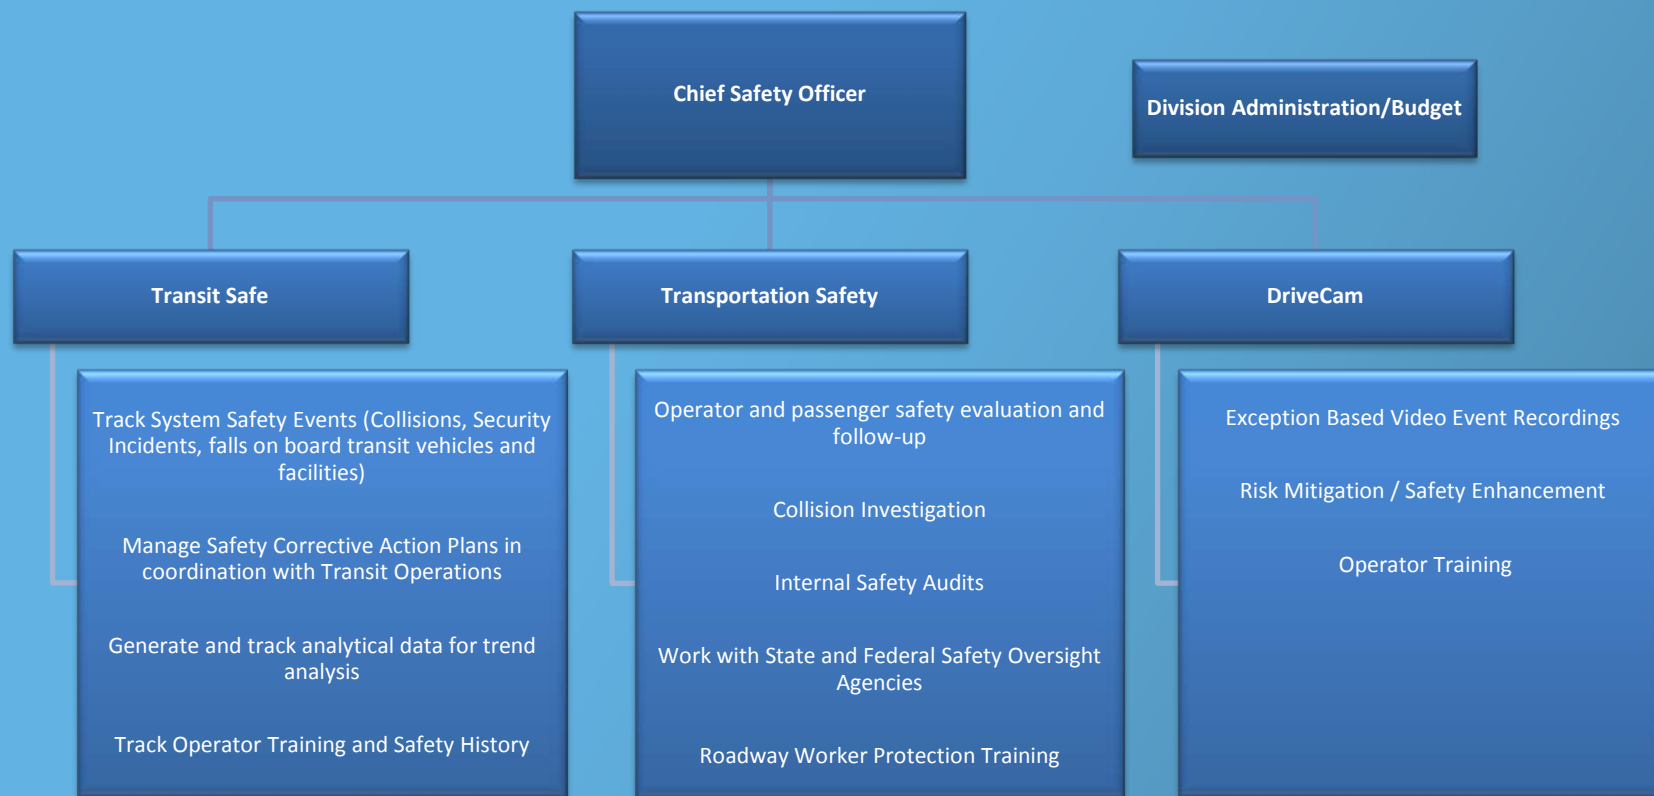 Chief Safety Officer
Division Administration/Budget
Transit Safe
Transportation Safety
DriveCam
Track System Safety Events (Collisions, Security
Incidents, falls on board transit vehicles and
facilities)
Manage Safety Corrective Action Plans in
coordination with Transit Operations
Generate and track analytical data for trend
analysis
Track Operator Training and Safety History
Operator and passenger safety evaluation and
follow-up
Collision Investigation
Internal Safety Audits
Work with State and Federal Safety Oversight
Agencies
Roadway Worker Protection Training
Exception Based Video Event Recordings
Risk Mitigation / Safety Enhancement
Operator Training